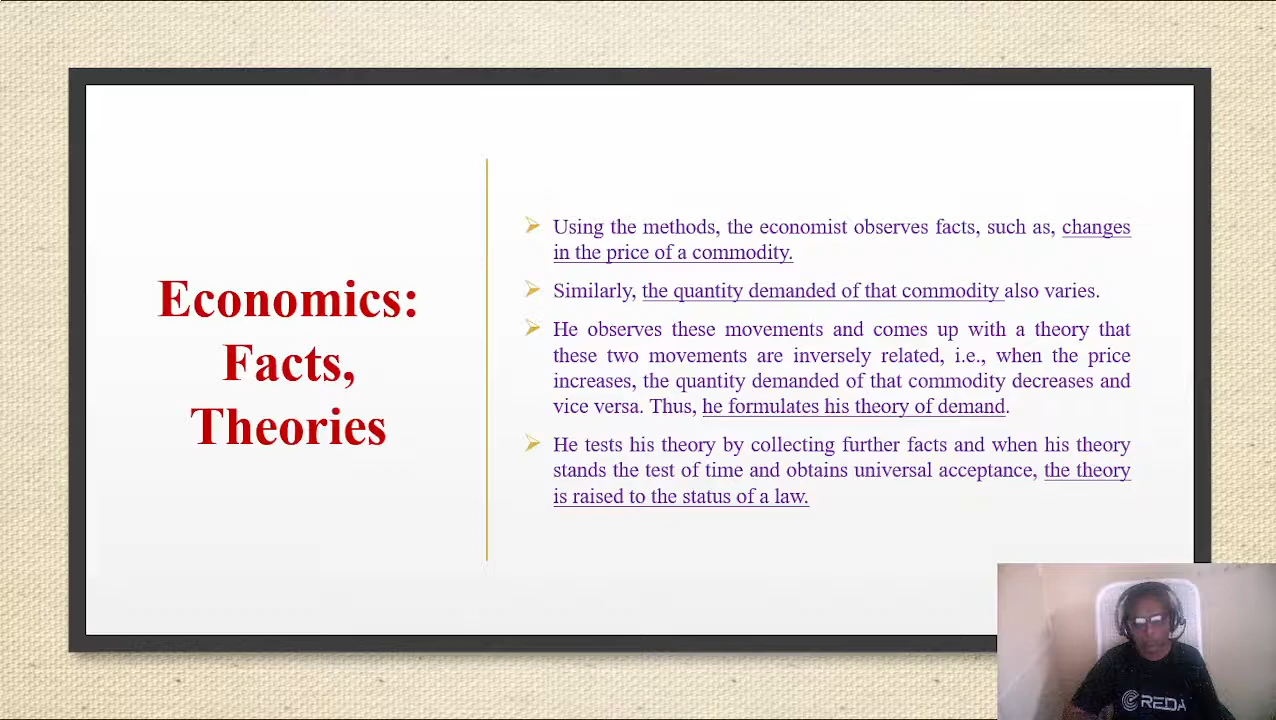 Economics:
Facts,
Theories
Using the methods, the economist observes facts, such as, changes
in the price of a commodity.
Similarly, the quantity demanded of that commodity also varies.
He observes these movements and comes up with a theory that
these two movements are inversely related, i.e., when the price
increases, the quantity demanded of that commodity decreases and
vice versa. Thus, he formulates his theory of demand.
He tests his theory by collecting further facts and when his theory
stands the test of time and obtains universal acceptance, the theory
is raised to the status of a law.
REDA